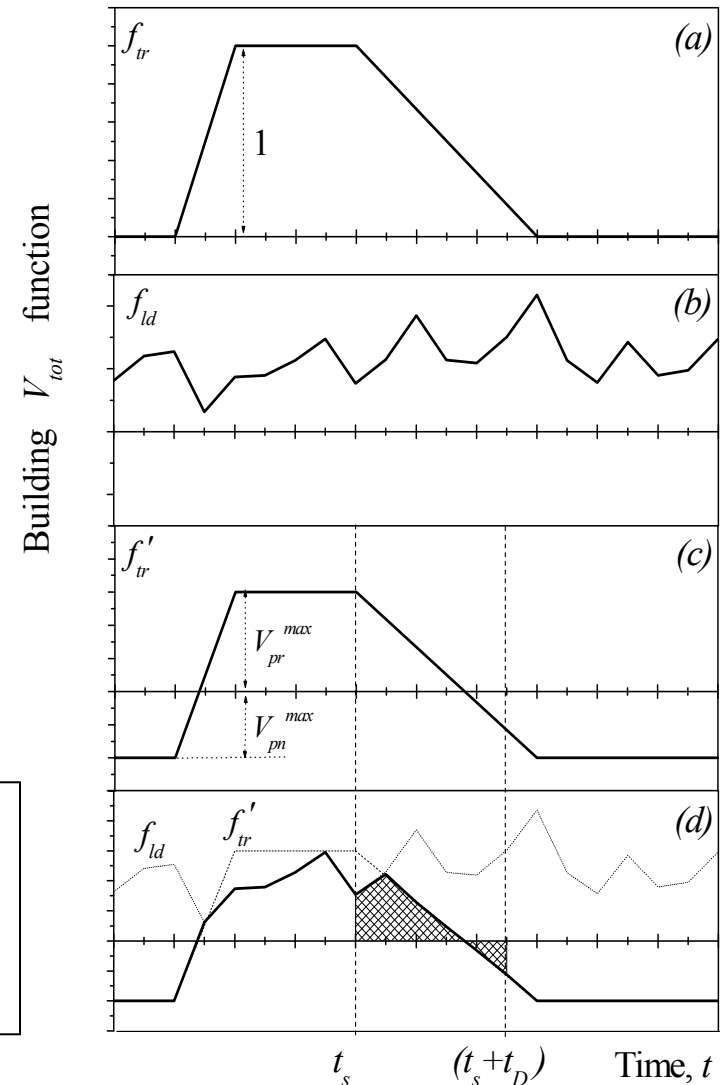 Building V_tot function
f_tr
(a)
1
f_ld
(b)
f'_tr
(c)
V_pr^max
V_pn^max
f_ld
f'_tr
(d)
t_s
(t_s+t_D)
Time, t